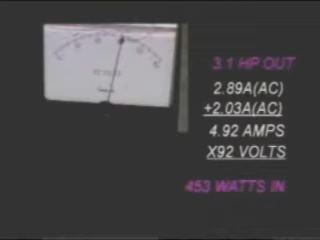 3.1 HP OUT
2.89A(AC)
+2.03A(AC)
4.92 AMPS
X92 VOLTS
453 WATTS IN